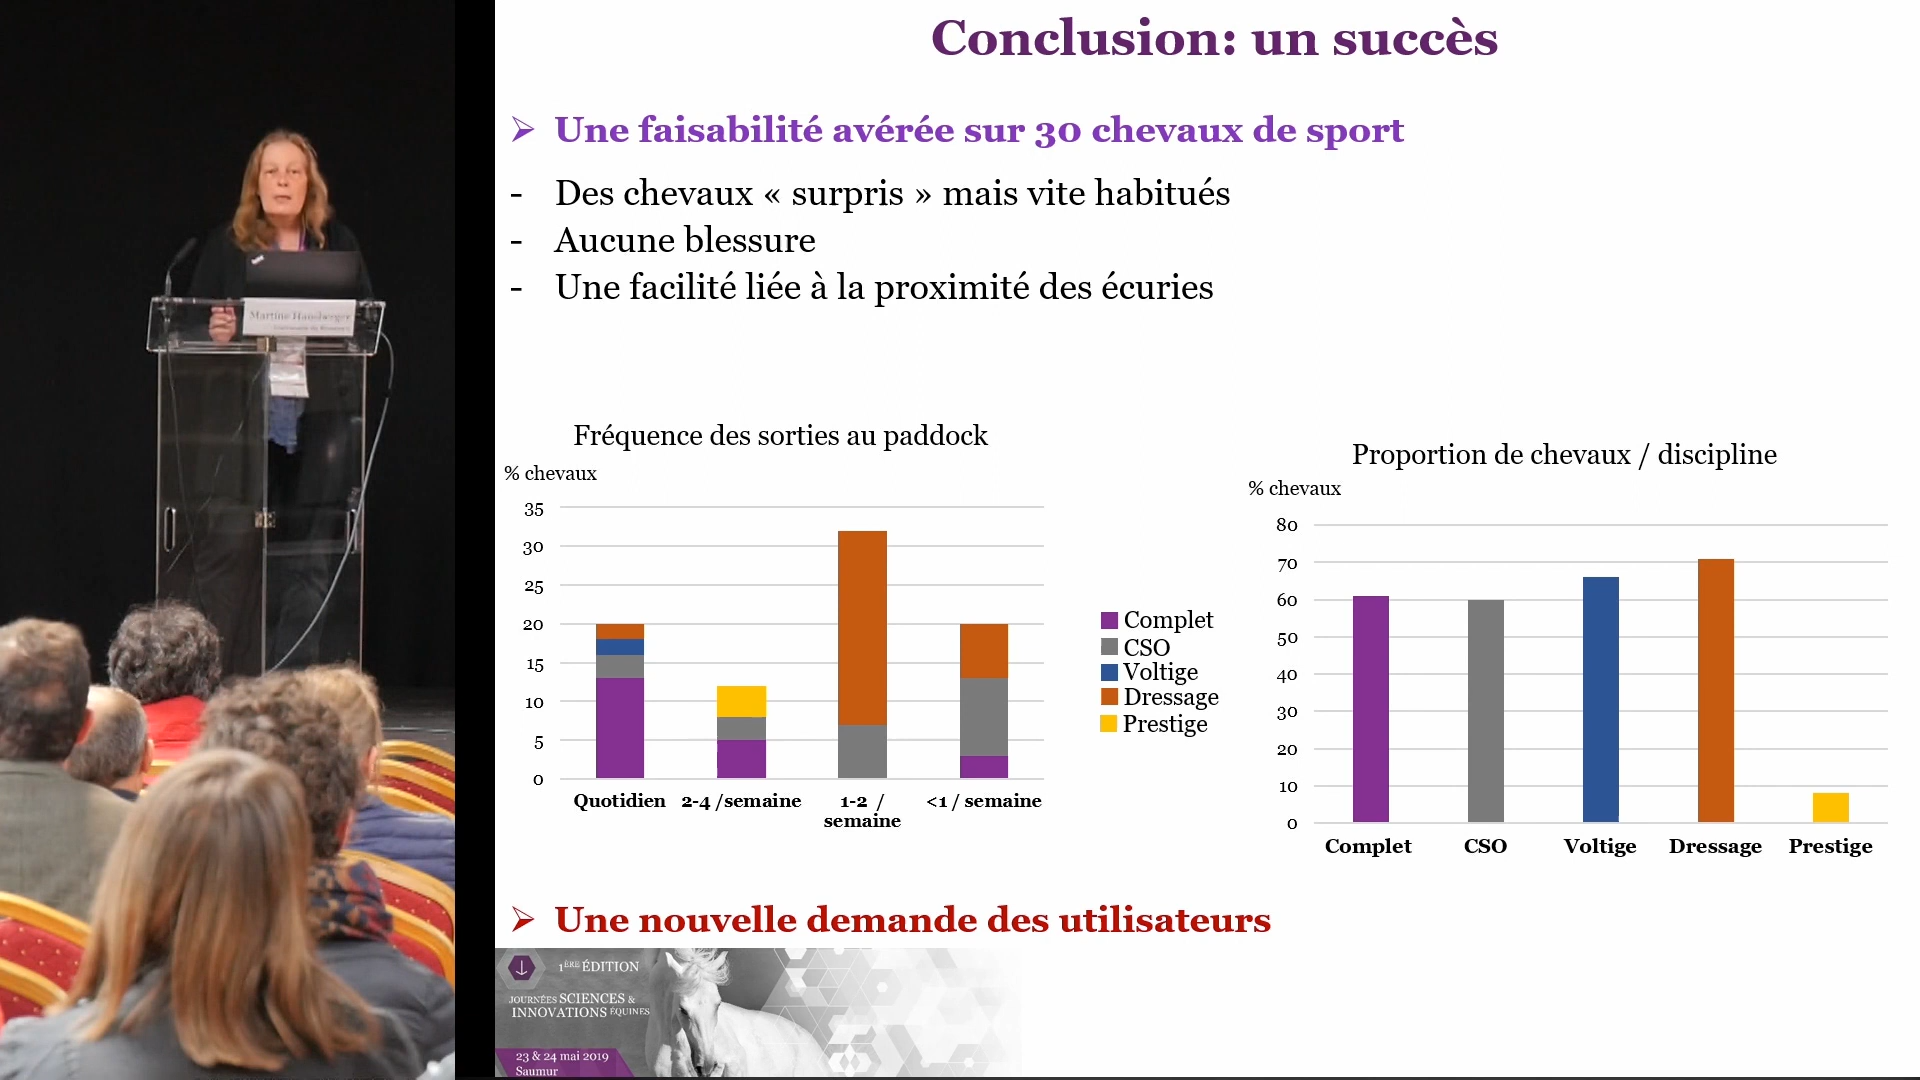 Conclusion: un succès
➢ Une faisabilité avérée sur 30 chevaux de sport
- Des chevaux « surpris » mais vite habitués
- Aucune blessure
- Une facilité liée à la proximité des écuries
Martine Hausberger
Fréquence des sorties au paddock
% chevaux
35
30
25
20
15
10
5
0
Quotidien 2-4 /semaine 1-2 / <1 / semaine
semaine
Complet
CSO
Voltige
Dressage
Prestige
Proportion de chevaux / discipline
% chevaux
80
70
60
50
40
30
20
10
0
Complet CSO Voltige Dressage Prestige
➢ Une nouvelle demande des utilisateurs
1ÈRE ÉDITION
JOURNÉES SCIENCES &
INNOVATIONS ÉQUINES
23 & 24 mai 2019
Saumur